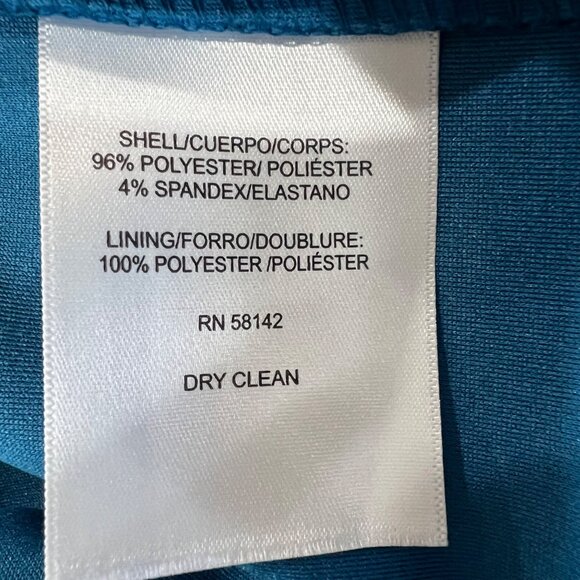 SHELL/CUERPO/CORPS:
96% POLYESTER/ POLIÉSTER
4% SPANDEX/ELASTANO
LINING/FORRO/DOUBLURE:
100% POLYESTER /POLIÉSTER
RN 58142
DRY CLEAN